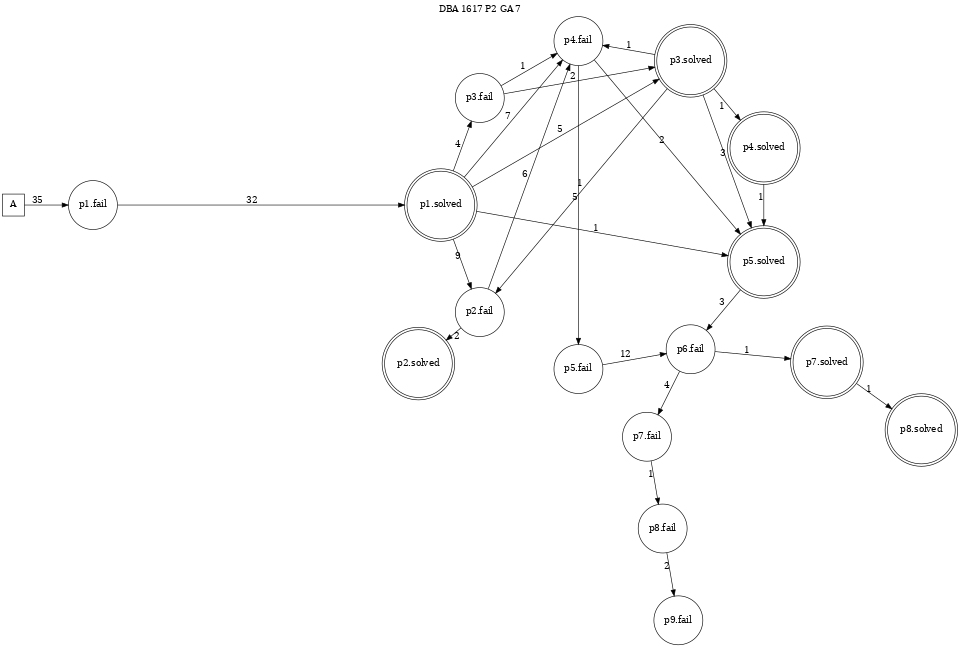 DBA 1617 P2 GA 7
p4.fail
1
p3.solved
1
2
p3.fail
1
7
5
4
2
3
p4.solved
6
1
5
1
A
35
p1.fail
32
p1.solved
1
9
p5.solved
3
p2.fail
2
p2.solved
p5.fail
12
p6.fail
1
p7.solved
4
1
p7.fail
p8.solved
1
p8.fail
2
p9.fail